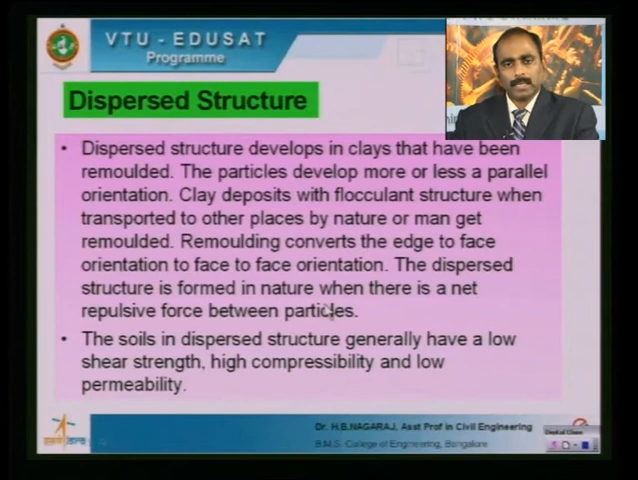 VTU - EDUSAT
Programme
Dispersed Structure
• Dispersed structure develops in clays that have been
remoulded. The particles develop more or less a parallel
orientation. Clay deposits with flocculant structure when
transported to other places by nature or man get
remoulded. Remoulding converts the edge to face
orientation to face to face orientation. The dispersed
structure is formed in nature when there is a net
repulsive force between particles.
• The soils in dispersed structure generally have a low
shear strength, high compressibility and low
permeability.
Dr. H.B.NAGARAJ, Asst Prof in Civil Engineering
B.M.S. College of Engineering, Bangalore